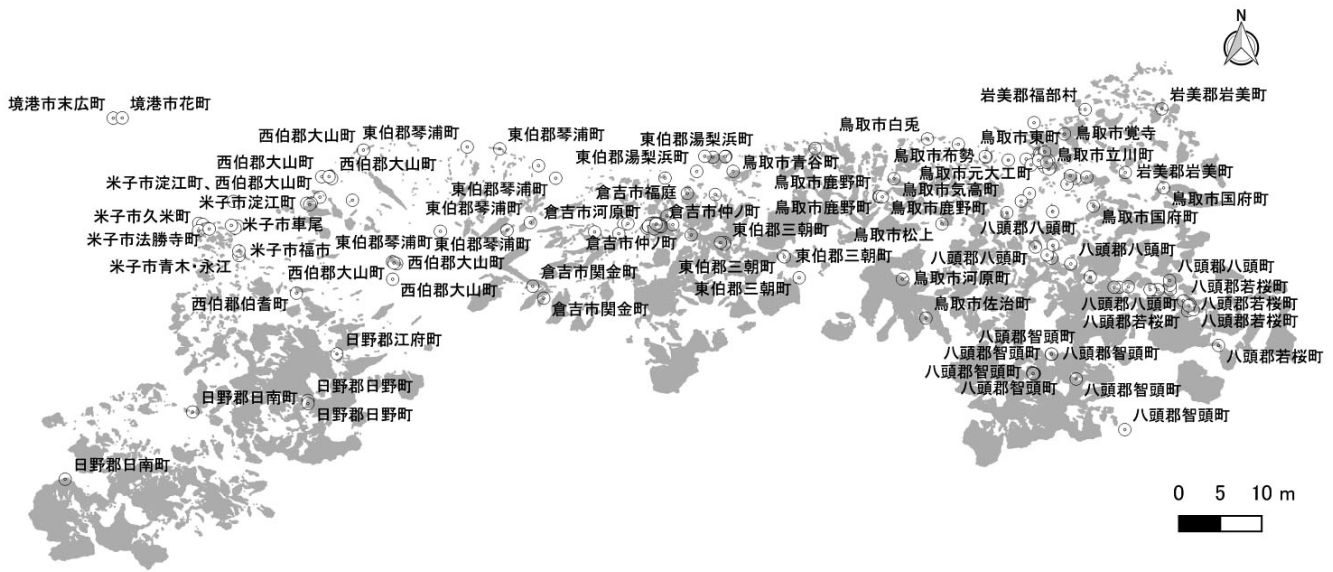 N
境港市末広町
境港市花町
岩美郡福部村
岩美郡岩美町
西伯郡大山町
東伯郡琴浦町
東伯郡琴浦町
東伯郡湯梨浜町
鳥取市白兎
鳥取市東町
鳥取市覚寺
西伯郡大山町
西伯郡大山町
東伯郡湯梨浜町
鳥取市青谷町
鳥取市布勢
鳥取市立川町
米子市淀江町、西伯郡大山町
東伯郡琴浦町
倉吉市福庭
鳥取市鹿野町
鳥取市元大工町
岩美郡岩美町
米子市淀江町
鳥取市気高町
鳥取市国府町
米子市久米町
米子市車尾
東伯郡琴浦町
倉吉市河原町
倉吉市仲ノ町
鳥取市鹿野町
鳥取市鹿野町
鳥取市国府町
米子市法勝寺町
東伯郡琴浦町
東伯郡琴浦町
倉吉市仲ノ町
東伯郡三朝町
鳥取市松上
八頭郡八頭町
米子市福市
米子市青木・永江
西伯郡大山町
西伯郡大山町
東伯郡三朝町
東伯郡三朝町
八頭郡八頭町
八頭郡八頭町
八頭郡八頭町
西伯郡大山町
倉吉市関金町
東伯郡三朝町
鳥取市河原町
八頭郡若桜町
西伯郡伯耆町
倉吉市関金町
鳥取市佐治町
八頭郡八頭町
八頭郡若桜町
八頭郡若桜町
八頭郡若桜町
日野郡江府町
八頭郡智頭町
八頭郡智頭町
八頭郡智頭町
八頭郡若桜町
八頭郡智頭町
日野郡日野町
八頭郡智頭町
八頭郡智頭町
日野郡日南町
日野郡日野町
八頭郡智頭町
日野郡日南町
0 5 10 m